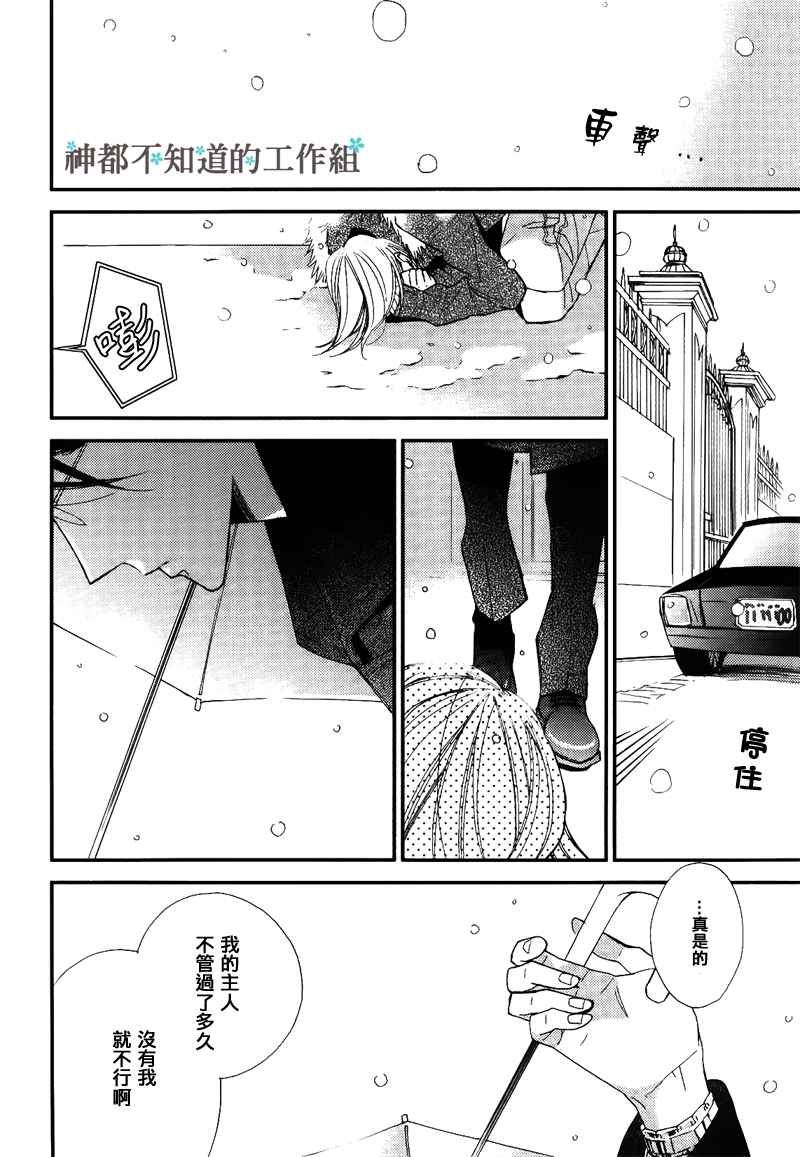 車聲…
神都不知道的工作組
停住
嘭
…真是的
我的主人
不管過了多久
沒有我
就不行啊